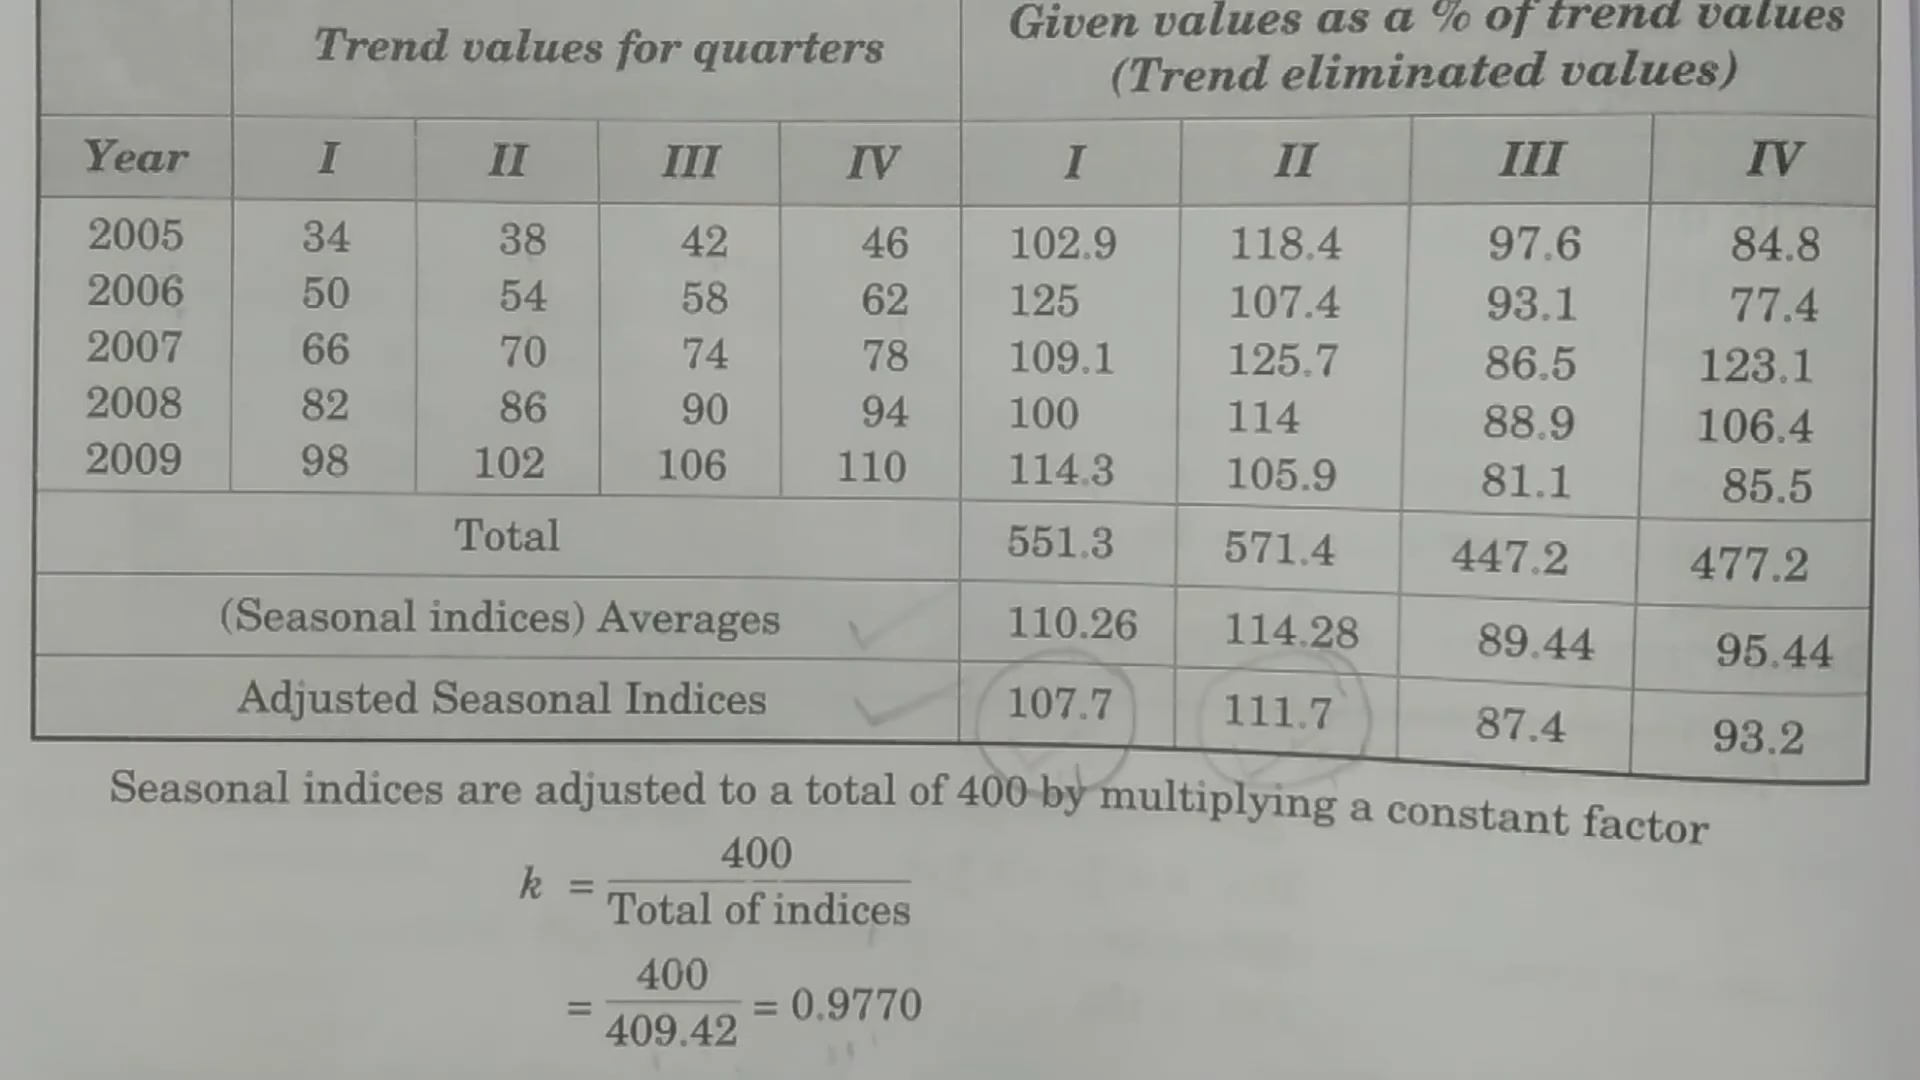 Trend values for quarters Given values as a % of trend values
(Trend eliminated values)
Year I II III IV I II III IV
2005 34 38 42 46 102.9 118.4 97.6 84.8
2006 50 54 58 62 125 107.4 93.1 77.4
2007 66 70 74 78 109.1 125.7 86.5 123.1
2008 82 86 90 94 100 114 88.9 106.4
2009 98 102 106 110 114.3 105.9 81.1 85.5
Total 551.3 571.4 447.2 477.2
(Seasonal indices) Averages 110.26 114.28 89.44 95.44
Adjusted Seasonal Indices 107.7 111.7 87.4 93.2
Seasonal indices are adjusted to a total of 400 by multiplying a constant factor
k = 400
Total of indices
= 400
409.42 = 0.9770